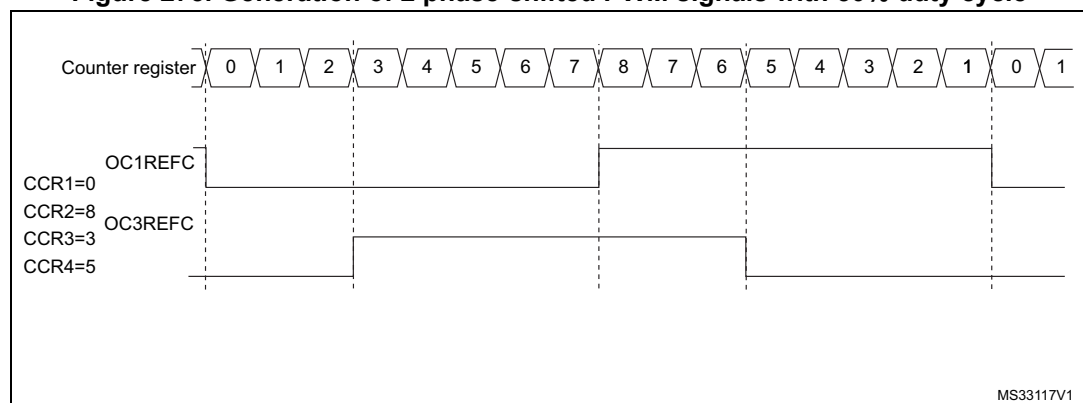 Figure Generation of 2 phase-shifted PWM signals with 50% duty cycle
Counter register 0 1 2 3 4 5 6 7 8 7 6 5 4 3 2 1 0 1
OC1REFC
CCR1=0
CCR2=8
OC3REFC
CCR3=3
CCR4=5
MS33117V1